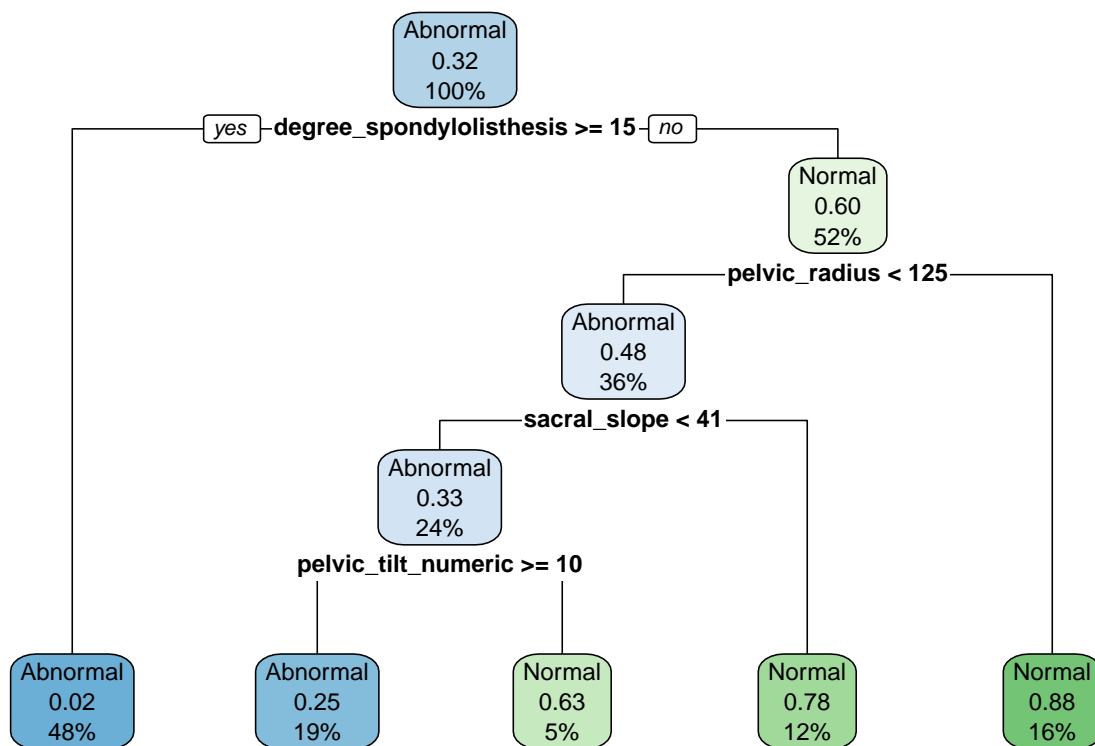 Abnormal
0.32
100%
yes degree_spondylolisthesis >= 15 no
Normal
0.60
52%
pelvic_radius < 125
Abnormal
0.48
36%
sacral_slope < 41
Abnormal
0.33
24%
pelvic_tilt_numeric >= 10
Abnormal
0.02
48%
Abnormal
0.25
19%
Normal
0.63
5%
Normal
0.78
12%
Normal
0.88
16%